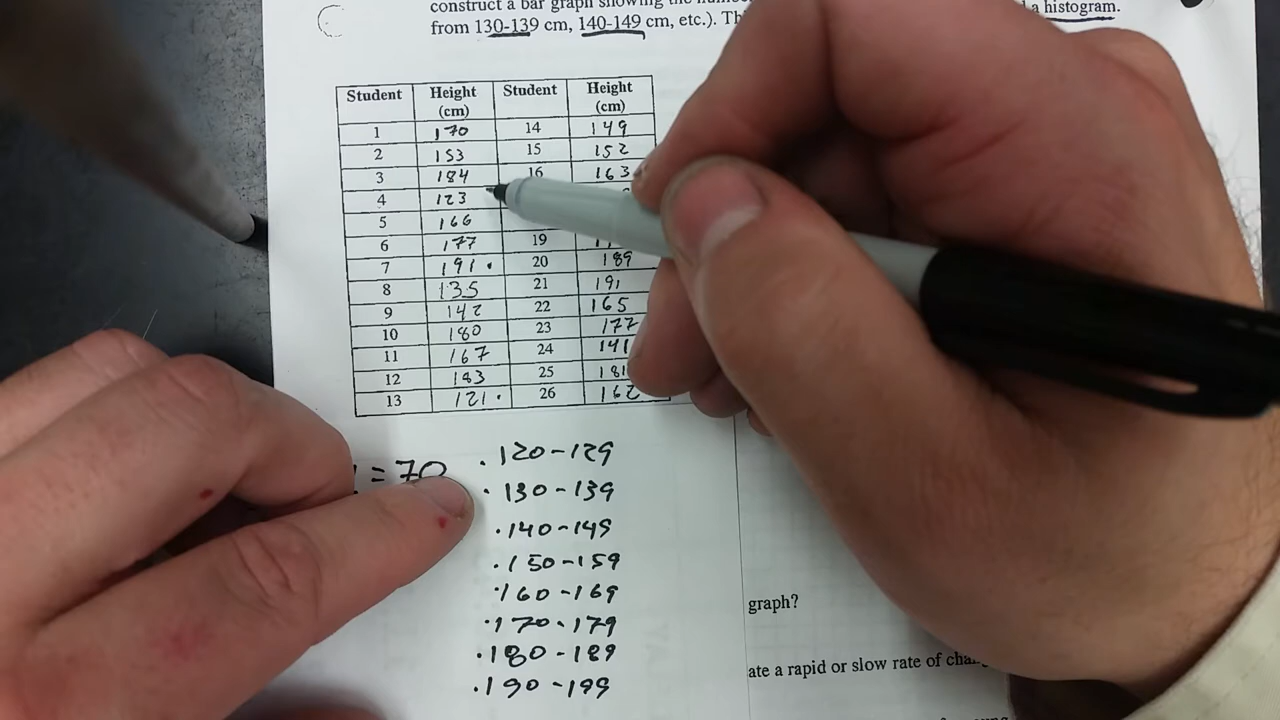 construct a bar graph showing the
from 130-139 cm, 140-149 cm, etc.). a histogram.
Student Height (cm) Student Height (cm)
1 170 14 149
2 153 15 152
3 184 16 163
4 123
5 166
6 177 19
7 191 20 189
8 135 21 191
9 142 22 165
10 180 23 177
11 167 24 141
12 183 25 181
13 121 26 162
= 70
.120-129
.130-139
.140-149
.150-159
.160-169
.170-179
.180-189
.190-199
graph?
ate a rapid or slow rate of